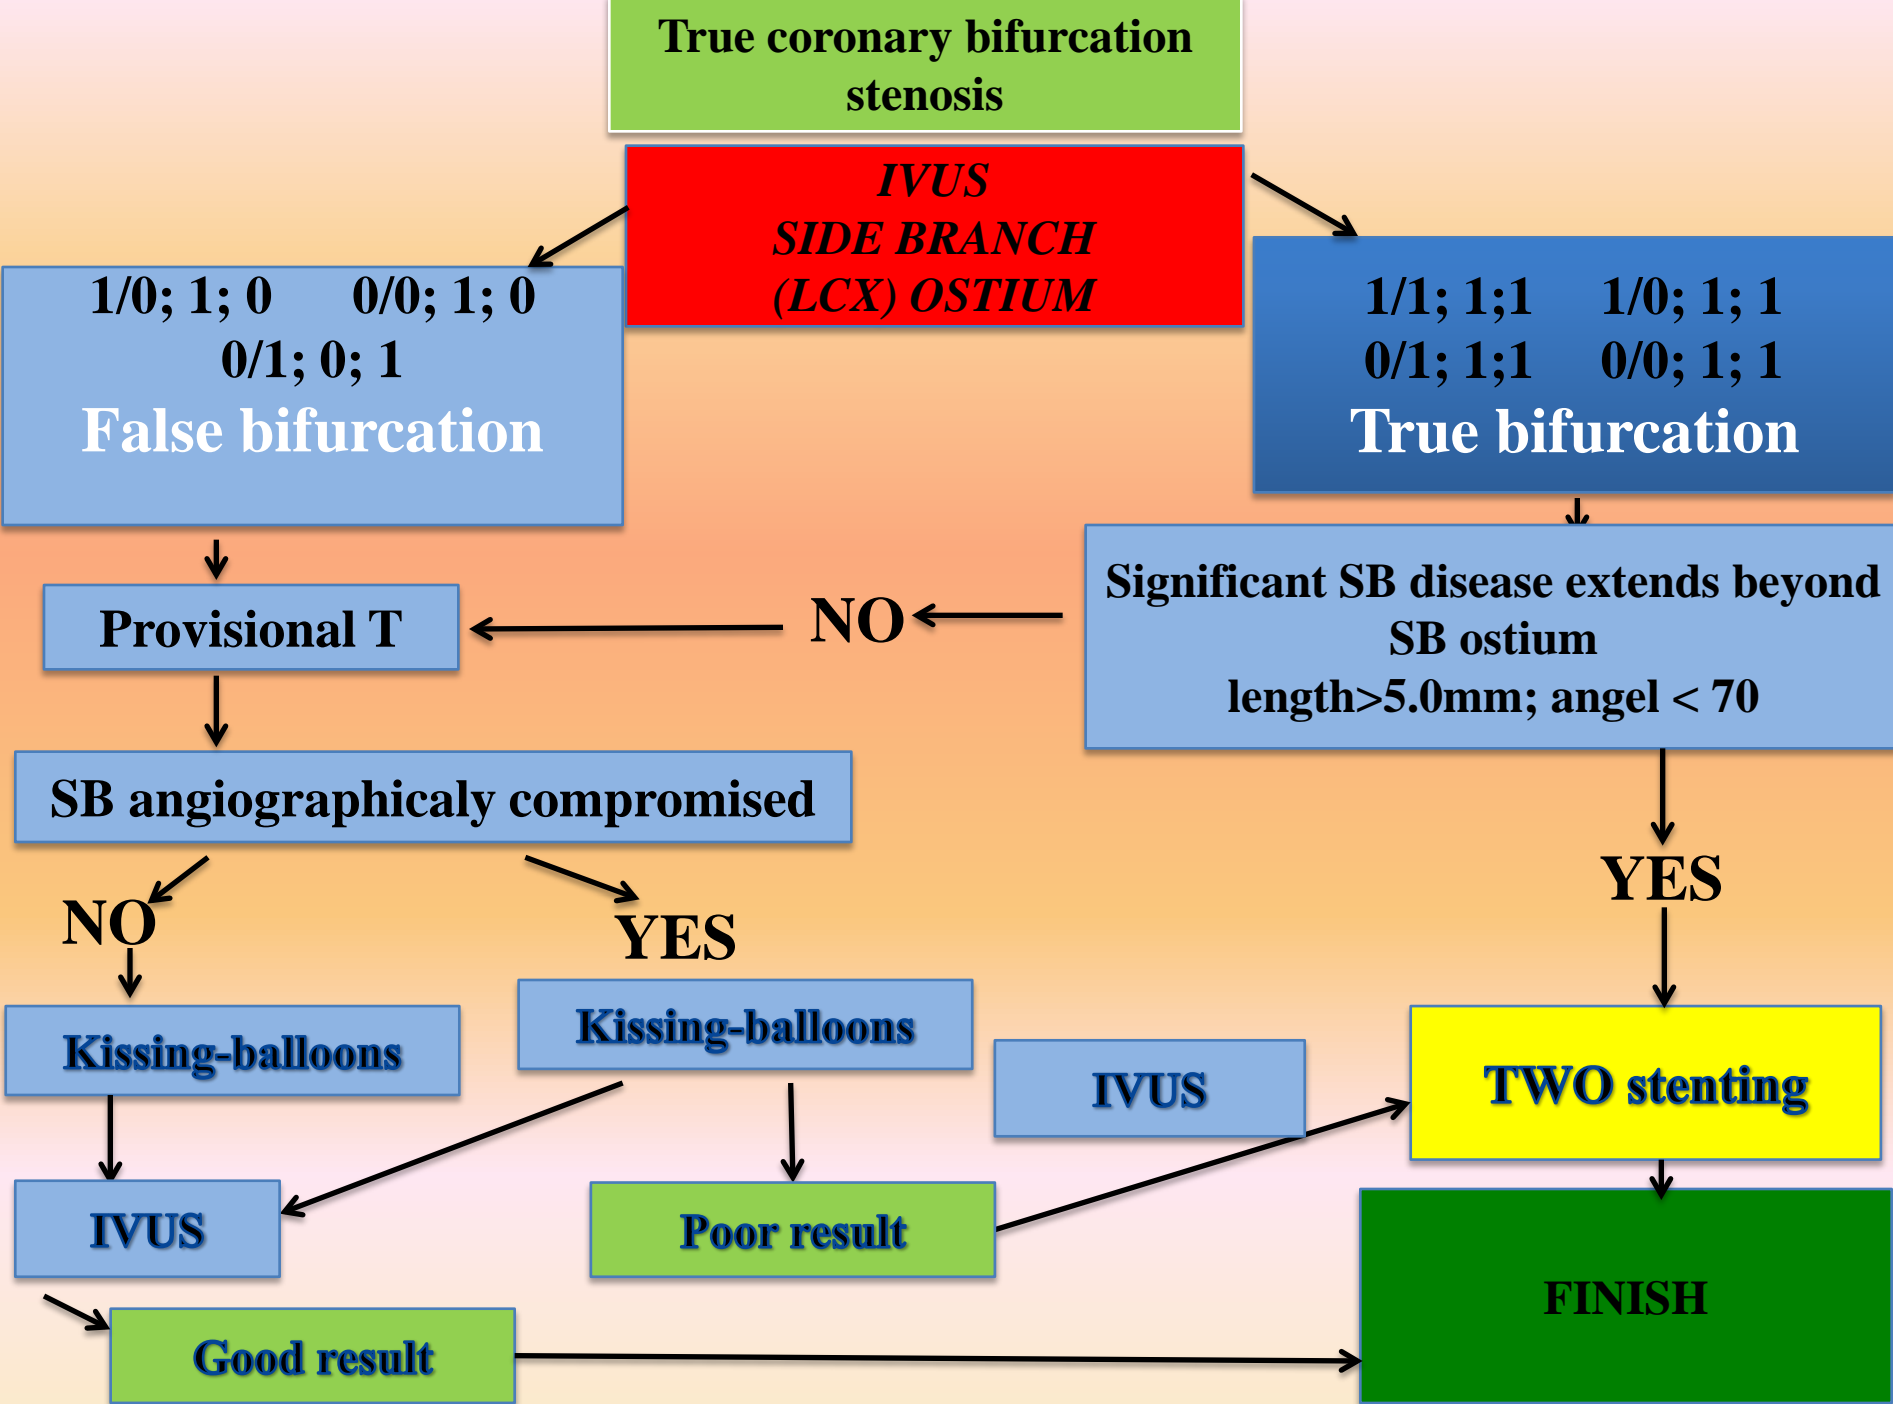 True coronary bifurcation
stenosis
IVUS
SIDE BRANCH
(LCX) OSTIUM
1/0; 1; 0 0/0; 1; 0
0/1; 0; 1
False bifurcation
1/1; 1;1 1/0; 1; 1
0/1; 1;1 0/0; 1; 1
True bifurcation
Significant SB disease extends beyond
SB ostium
length>5.0mm; angel < 70
NO
Provisional T
SB angiographicaly compromised
NO
YES
YES
Kissing-balloons
Kissing-balloons
IVUS
TWO stenting
IVUS
Poor result
FINISH
Good result